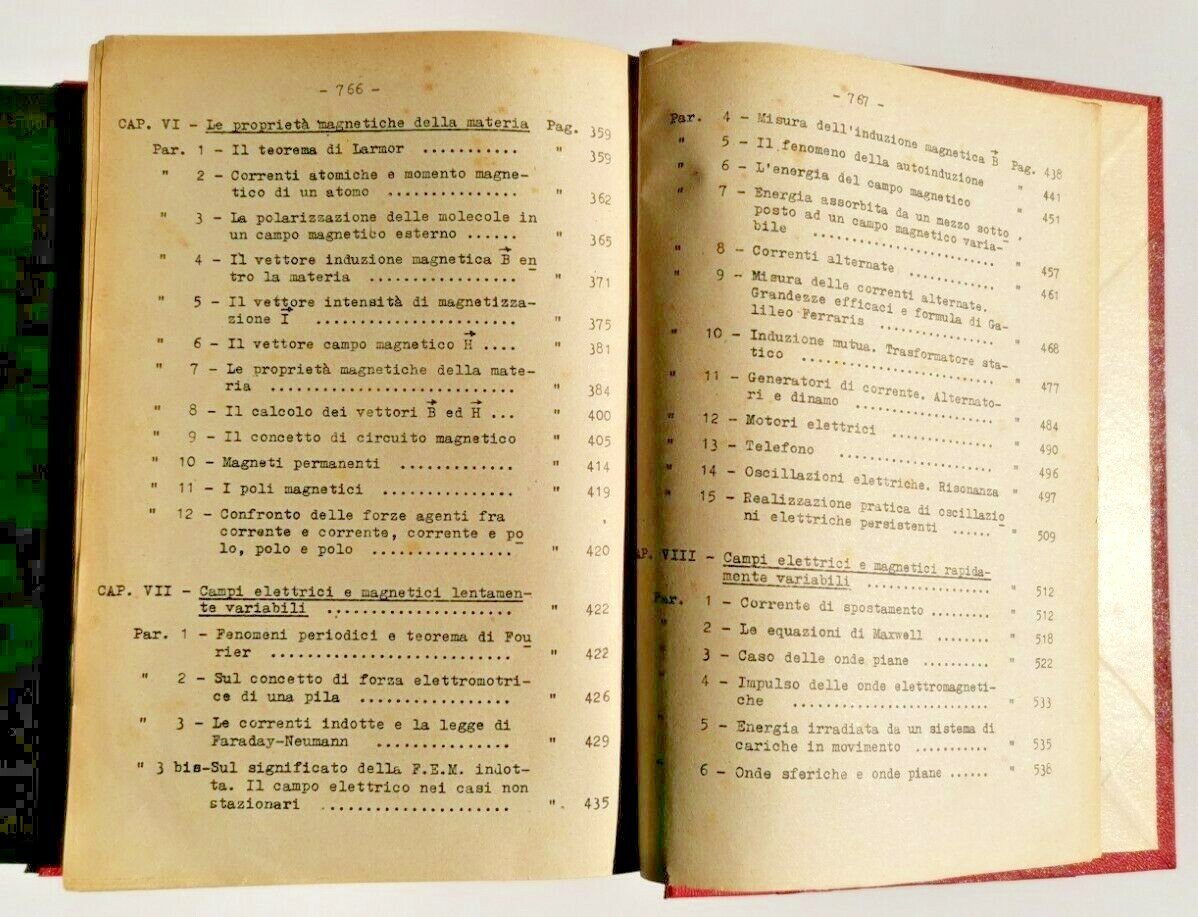 - 766 -
CAP. VI - Le proprietà magnetiche della materia Pag. 359
Par. 1 - Il teorema di Larmor ........... " 359
" 2 - Correnti atomiche e momento magne-
tico di un atomo ............... " 362
" 3 - La polarizzazione delle molecole in
un campo magnetico esterno ...... " 365
" 4 - Il vettore induzione magnetica B⃗ en
tro la materia ................. " 371
" 5 - Il vettore intensità di magnetizza-
zione I⃗ ....................... " 375
" 6 - Il vettore campo magnetico H⃗ .... " 381
" 7 - Le proprietà magnetiche della mate-
ria ............................ " 384
" 8 - Il calcolo dei vettori B⃗ ed H⃗ ... " 400
" 9 - Il concetto di circuito magnetico " 405
" 10 - Magneti permanenti ............. " 414
" 11 - I poli magnetici ............... " 419
" 12 - Confronto delle forze agenti fra
corrente e corrente, corrente e po
lo, polo e polo ................ " 420
CAP. VII - Campi elettrici e magnetici lentamen-
te variabili ..................... " 422
Par. 1 - Fenomeni periodici e teorema di Fou
rier .......................... " 422
" 2 - Sul concetto di forza elettromotri-
ce di una pila ................. " 426
" 3 - Le correnti indotte e la legge di
Faraday-Neumann ............... " 429
" 3 bis-Sul significato della F.E.M. indot-
ta. Il campo elettrico nei casi non
stazionari ..................... ". 435
- 767 -
Par. 4 - Misura dell'induzione magnetica B⃗ Pag. 438
" 5 - Il fenomeno della autoinduzione " 441
" 6 - L'energia del campo magnetico " 451
" 7 - Energia assorbita da un mezzo sotto
posto ad un campo magnetico varia-
bile ....................... " 457
" 8 - Correnti alternate ........... " 461
" 9 - Misura delle correnti alternate.
Grandezze efficaci e formula di Ga-
lileo Ferraris .............. " 468
" 10 - Induzione mutua. Trasformatore sta-
tico ........................ " 477
" 11 - Generatori di corrente. Alternato-
ri e dinamo ................. " 484
" 12 - Motori elettrici ............. " 490
" 13 - Telefono .................... " 496
" 14 - Oscillazioni elettriche. Risonanza " 497
" 15 - Realizzazione pratica di oscillazio
ni elettriche persistenti ...... " 509
AP. VIII - Campi elettrici e magnetici rapida-
mente variabili ................ " 512
Par. 1 - Corrente di spostamento ......... " 512
" 2 - Le equazioni di Maxwell ........ " 518
" 3 - Caso delle onde piane .......... " 522
" 4 - Impulso delle onde elettromagneti-
che ......................... " 533
" 5 - Energia irradiata da un sistema di
cariche in movimento ........... " 535
" 6 - Onde sferiche e onde piane ...... " 538